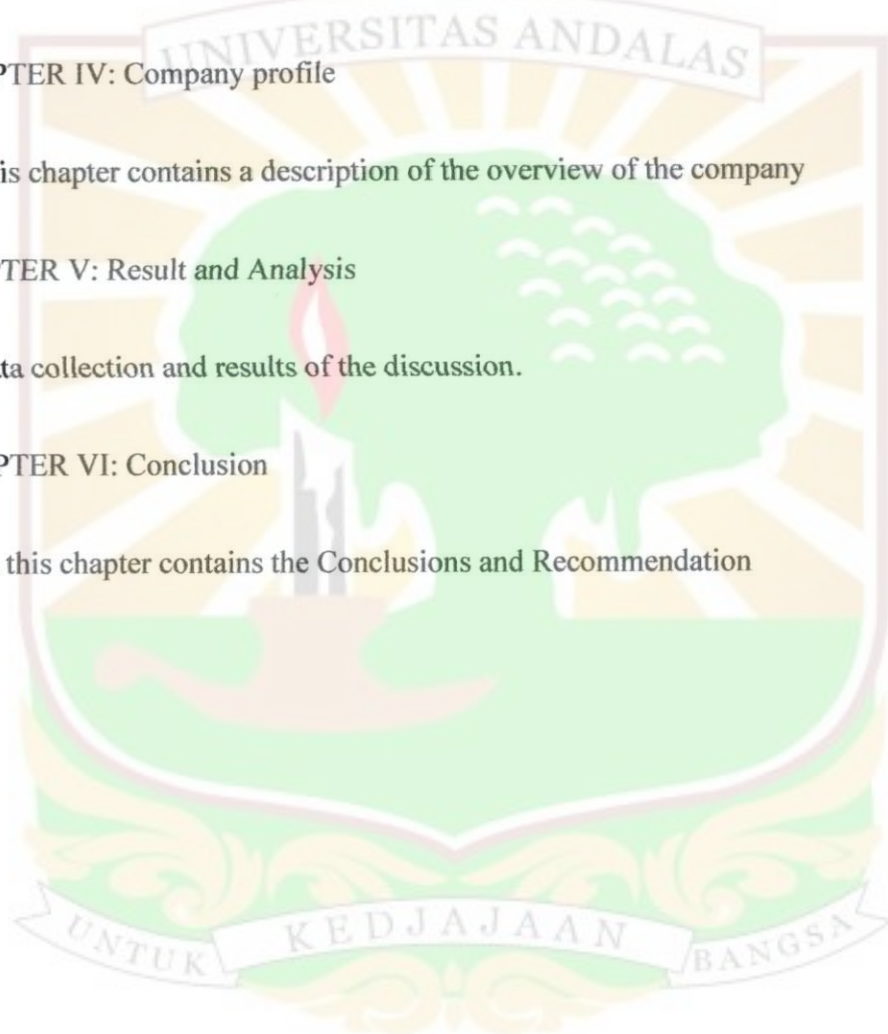 UNIVERSITAS ANDALAS
PTER IV: Company profile
is chapter contains a description of the overview of the company
TER V: Result and Analysis
ta collection and results of the discussion.
PTER VI: Conclusion
this chapter contains the Conclusions and Recommendation
UNTUK KEDJAJAAN BANGSA